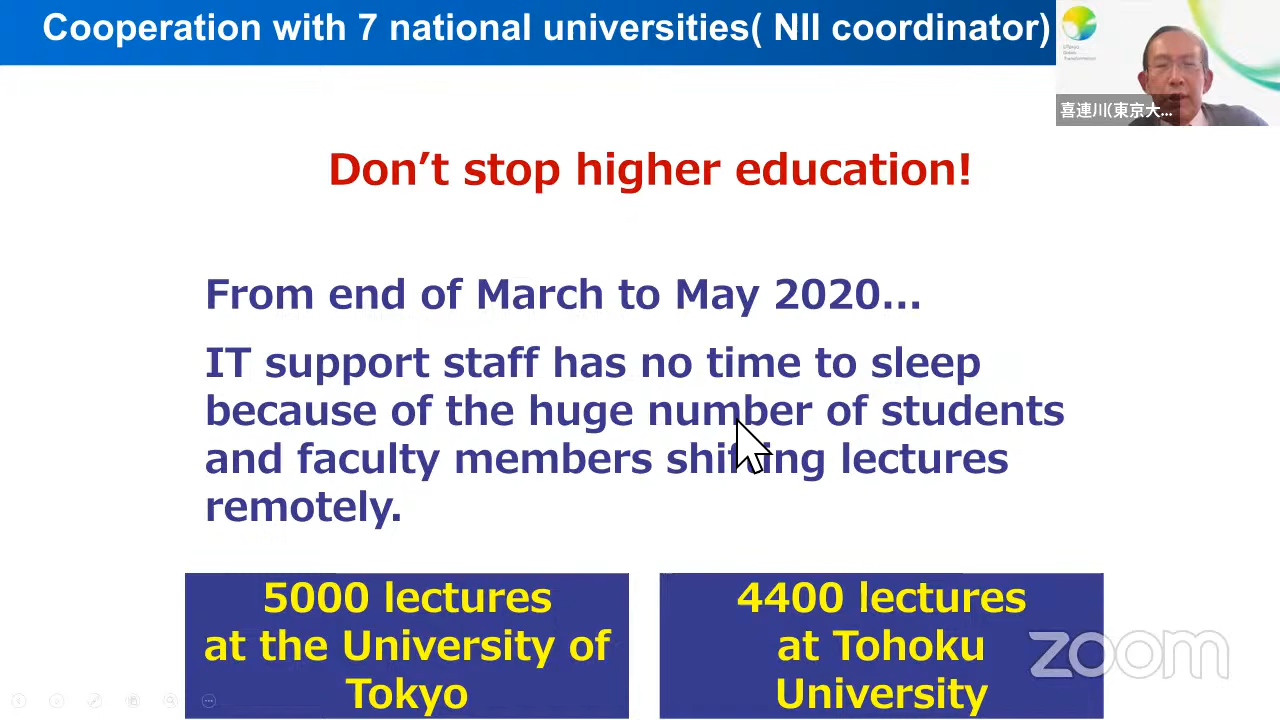 Cooperation with 7 national universities( NII coordinator)
UTokyo
Green
Transformation
喜連川(東京大...
Don’t stop higher education!
From end of March to May 2020...
IT support staff has no time to sleep
because of the huge number of students
and faculty members shifting lectures
remotely.
5000 lectures
at the University of
Tokyo
4400 lectures
at Tohoku
University
zoom